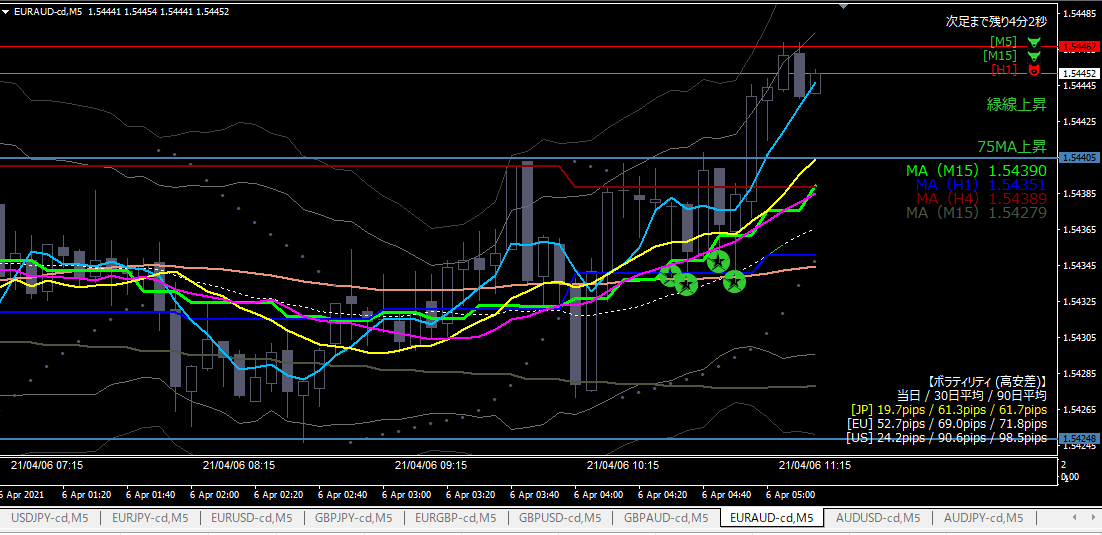 EURAUD-cd,M5 1.54441 1.54454 1.54441 1.54452
次足まで残り4分2秒
[M5]
[M15]
[H1]
緑線上昇
75MA上昇
MA（M15）1.54390
MA（H1）1.54351
MA（H4）1.54389
MA（M15）1.54279
1.54485
1.54467
1.54452
1.54445
1.54425
1.54405
1.54385
1.54365
1.54345
1.54325
1.54305
1.54285
1.54265
1.54248
1.54245
【ボラティリティ(高安差)】
当日 / 30日平均 / 90日平均
[JP] 19.7pips / 61.3pips / 61.7pips
[EU] 52.7pips / 69.0pips / 71.8pips
[US] 24.2pips / 90.6pips / 98.5pips
21/04/06 07:15 21/04/06 08:15 21/04/06 09:15 21/04/06 10:15 21/04/06 11:15
2
0.00
6 Apr 2021 6 Apr 01:20 6 Apr 01:40 6 Apr 02:00 6 Apr 02:20 6 Apr 02:40 6 Apr 03:00 6 Apr 03:20 6 Apr 03:40 6 Apr 04:00 6 Apr 04:20 6 Apr 04:40 6 Apr 05:00
USDJPY-cd,M5 EURJPY-cd,M5 EURUSD-cd,M5 GBPJPY-cd,M5 EURGBP-cd,M5 GBPUSD-cd,M5 GBPAUD-cd,M5 EURAUD-cd,M5 AUDUSD-cd,M5 AUDJPY-cd,M5